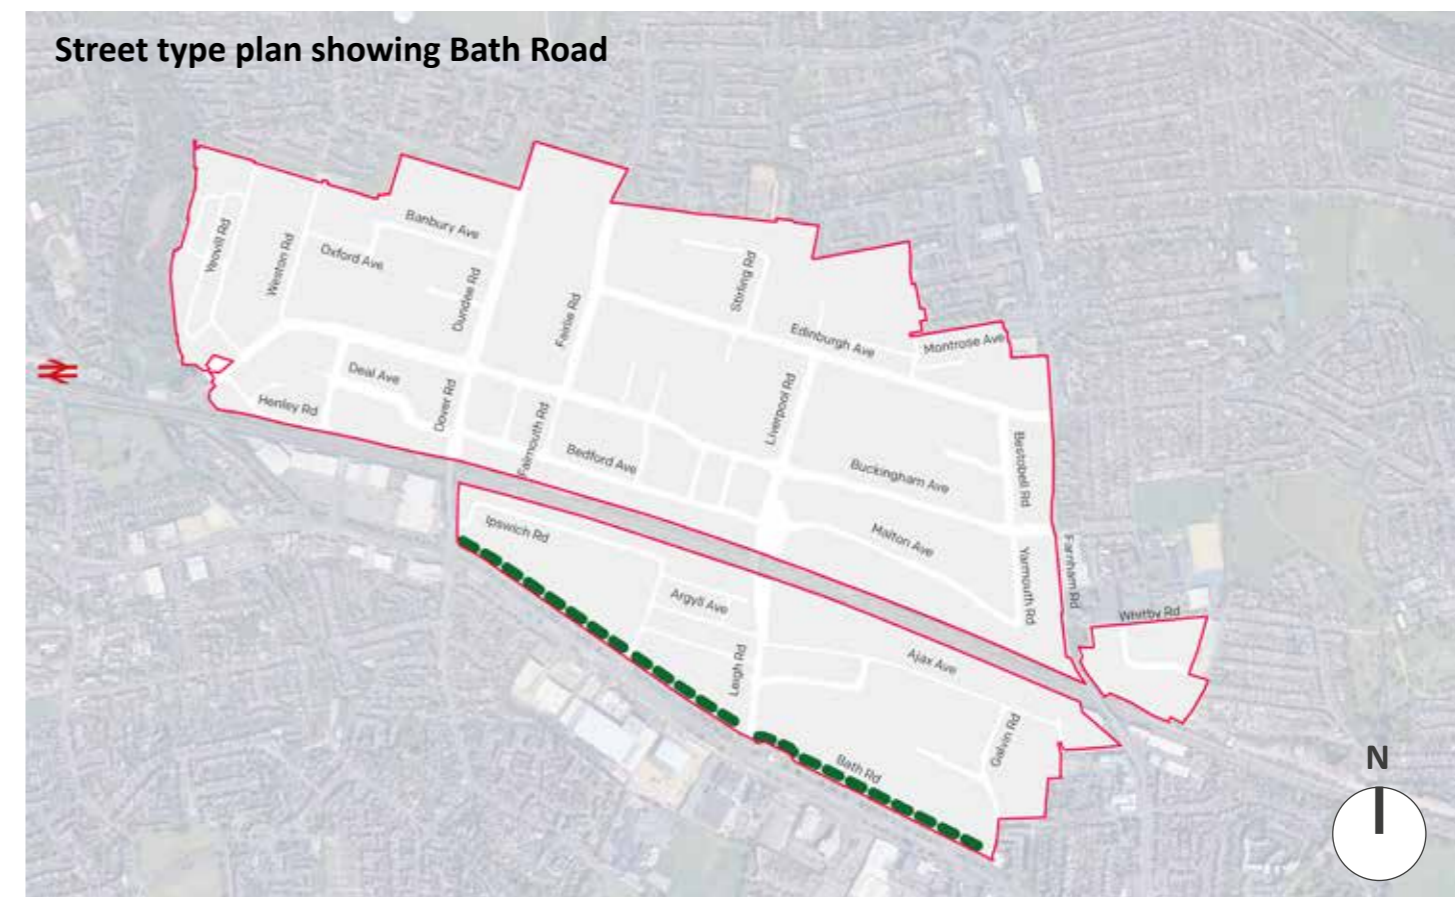 Street type plan showing Bath Road
Banbury Ave
Yeovill Rd
Weston Rd
Oxford Ave
Dundee Rd
Fairlie Rd
Stirling Rd
Edinburgh Ave
Montrose Ave
Deal Ave
Henley Rd
Dover Rd
Falmouth Rd
Bedford Ave
Liverpool Rd
Buckingham Ave
Bestobell Rd
Malton Ave
Yarmouth Rd
Farnham Rd
Whitby Rd
Ipswich Rd
Argyll Ave
Leigh Rd
Ajax Ave
Galvin Rd
Bath Rd
N